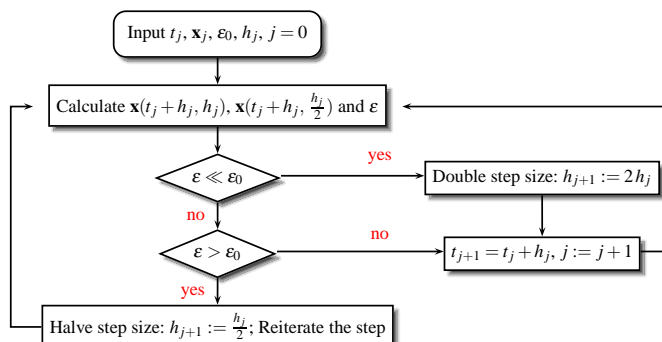 Input t_j, x_j, ε_0, h_j, j = 0
Calculate x(t_j + h_j, h_j), x(t_j + h_j, h_j/2) and ε
yes
ε ≪ ε_0
Double step size: h_{j+1} := 2 h_j
no
no
ε > ε_0
t_{j+1} = t_j + h_j, j := j + 1
yes
Halve step size: h_{j+1} := h_j/2; Reiterate the step